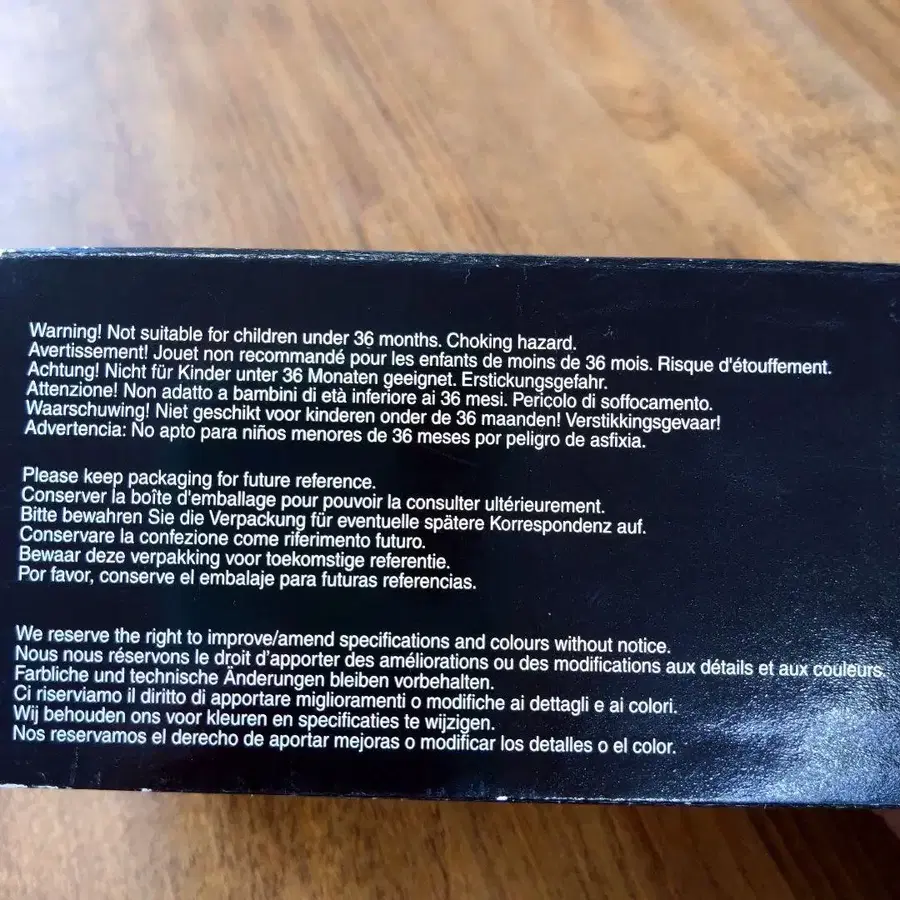 Warning! Not suitable for children under 36 months. Choking hazard.
Avertissement! Jouet non recommandé pour les enfants de moins de 36 mois. Risque d'étouffement.
Achtung! Nicht für Kinder unter 36 Monaten geeignet. Erstickungsgefahr.
Attenzione! Non adatto a bambini di età inferiore ai 36 mesi. Pericolo di soffocamento.
Waarschuwing! Niet geschikt voor kinderen onder de 36 maanden! Verstikkingsgevaar!
Advertencia: No apto para niños menores de 36 meses por peligro de asfixia.
Please keep packaging for future reference.
Conserver la boîte d'emballage pour pouvoir la consulter ultérieurement.
Bitte bewahren Sie die Verpackung für eventuelle spätere Korrespondenz auf.
Conservare la confezione come riferimento futuro.
Bewaar deze verpakking voor toekomstige referentie.
Por favor, conserve el embalaje para futuras referencias.
We reserve the right to improve/amend specifications and colours without notice.
Nous nous réservons le droit d'apporter des améliorations ou des modifications aux détails et aux couleurs.
Farbliche und technische Änderungen bleiben vorbehalten.
Ci riserviamo il diritto di apportare miglioramenti o modifiche ai dettagli e ai colori.
Wij behouden ons voor kleuren en specificaties te wijzigen.
Nos reservamos el derecho de aportar mejoras o modificar los detalles o el color.